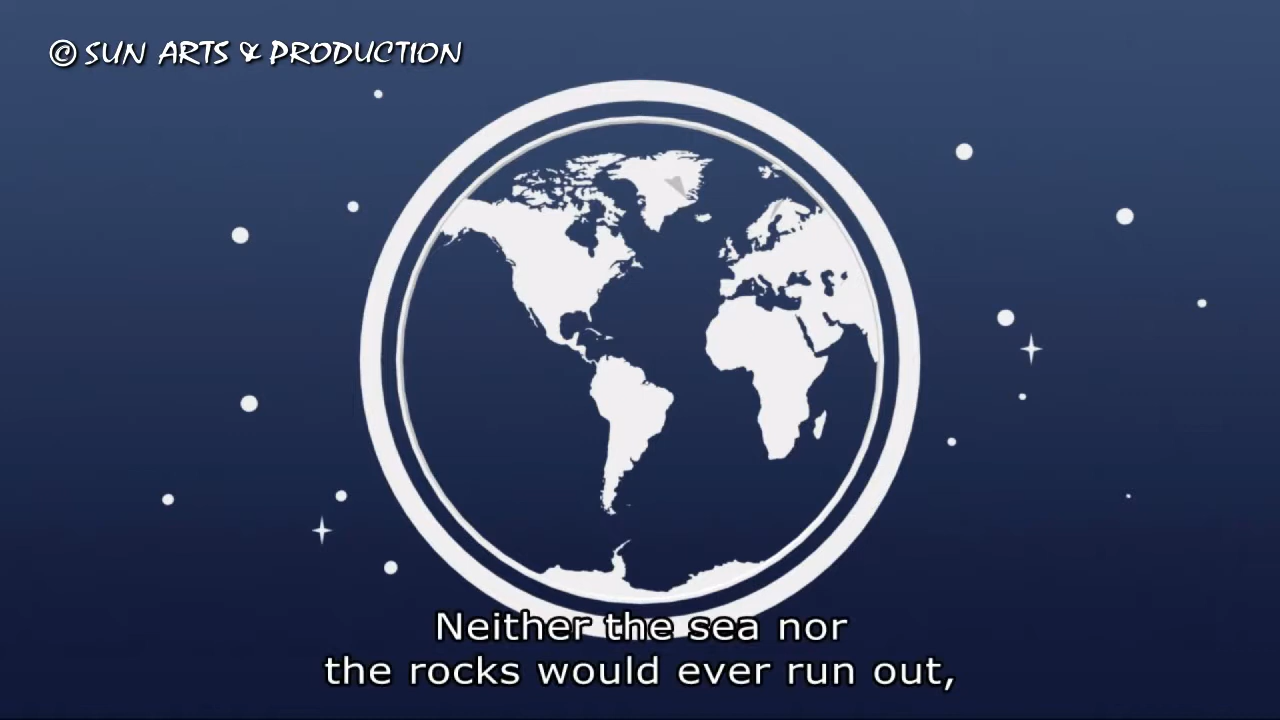 © SUN ARTS & PRODUCTION
Neither the sea nor
the rocks would ever run out,